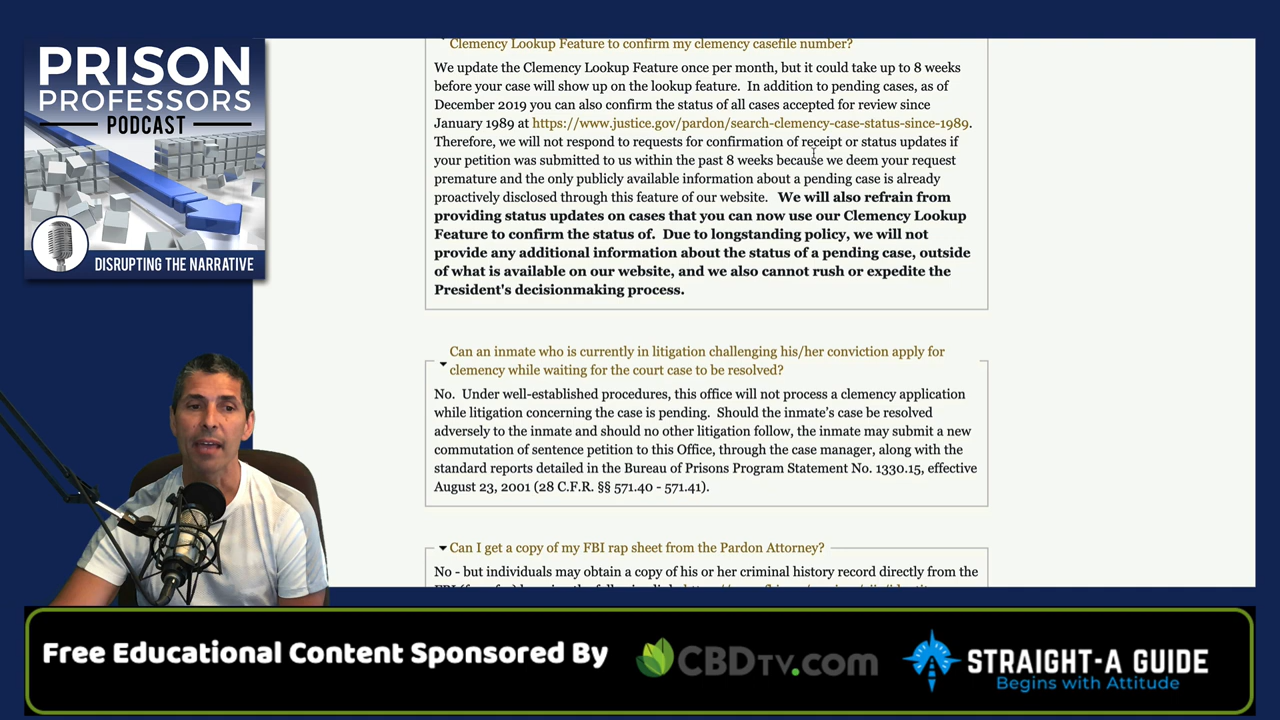 PRISON
PROFESSORS
PODCAST
DISRUPTING THE NARRATIVE
Clemency Lookup Feature to confirm my clemency casefile number?
We update the Clemency Lookup Feature once per month, but it could take up to 8 weeks
before your case will show up on the lookup feature. In addition to pending cases, as of
December 2019 you can also confirm the status of all cases accepted for review since
January 1989 at https://www.justice.gov/pardon/search-clemency-case-status-since-1989.
Therefore, we will not respond to requests for confirmation of receipt or status updates if
your petition was submitted to us within the past 8 weeks because we deem your request
premature and the only publicly available information about a pending case is already
proactively disclosed through this feature of our website. We will also refrain from
providing status updates on cases that you can now use our Clemency Lookup
Feature to confirm the status of. Due to longstanding policy, we will not
provide any additional information about the status of a pending case, outside
of what is available on our website, and we also cannot rush or expedite the
President's decisionmaking process.
Can an inmate who is currently in litigation challenging his/her conviction apply for
clemency while waiting for the court case to be resolved?
No. Under well-established procedures, this office will not process a clemency application
while litigation concerning the case is pending. Should the inmate's case be resolved
adversely to the inmate and should no other litigation follow, the inmate may submit a new
commutation of sentence petition to this Office, through the case manager, along with the
standard reports detailed in the Bureau of Prisons Program Statement No. 1330.15, effective
August 23, 2001 (28 C.F.R. §§ 571.40 - 571.41).
Can I get a copy of my FBI rap sheet from the Pardon Attorney?
No - but individuals may obtain a copy of his or her criminal history record directly from the
Free Educational Content Sponsored By
CBDTV.com
STRAIGHT-A GUIDE
Begins with Attitude